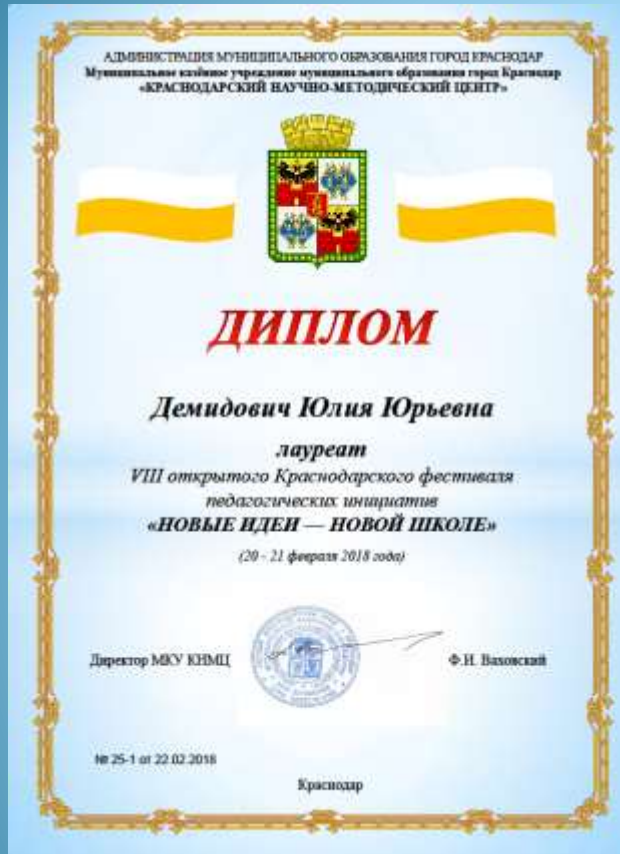 АДМИНИСТРАЦИЯ МУНИЦИПАЛЬНОГО ОБРАЗОВАНИЯ ГОРОД КРАСНОДАР
Муниципальное казённое учреждение муниципального образования город Краснодар
«КРАСНОДАРСКИЙ НАУЧНО-МЕТОДИЧЕСКИЙ ЦЕНТР»
ДИПЛОМ
Демидович Юлия Юрьевна
лауреат
VIII открытого Краснодарского фестиваля
педагогических инициатив
«НОВЫЕ ИДЕИ — НОВОЙ ШКОЛЕ»
(20 - 21 февраля 2018 года)
Директор МКУ КНМЦ Ф.И. Ваховский
№ 25-1 от 22.02.2018
Краснодар